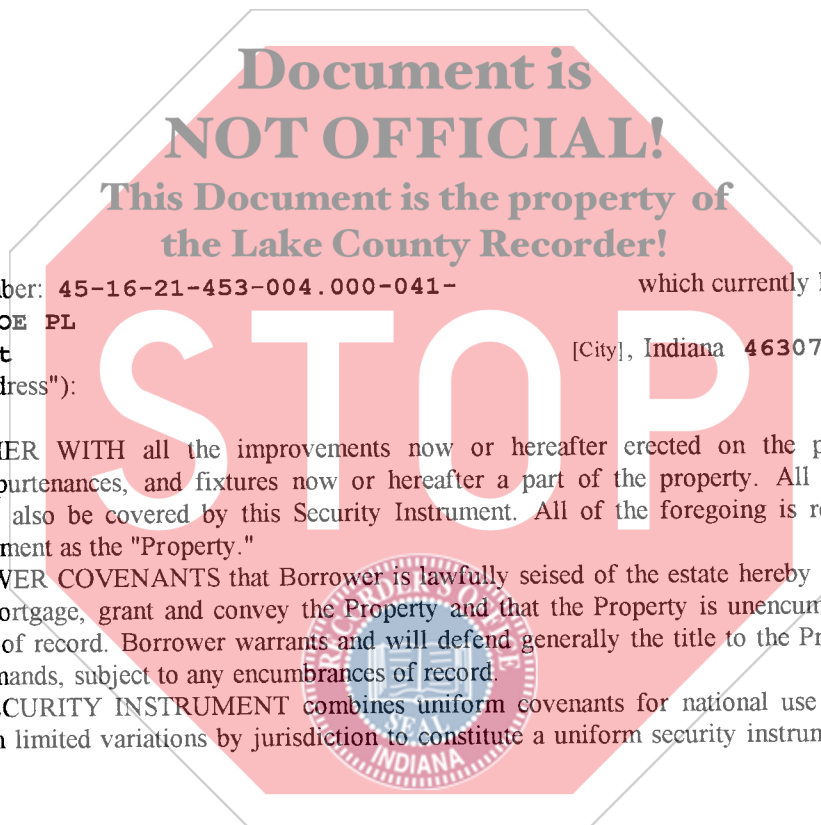 Document is
NOT OFFICIAL!
This Document is the property of
the Lake County Recorder!
ber: 45-16-21-453-004.000-041- which currently
OE PL
t [City], Indiana 46307
dress"):
STOP
ER WITH all the improvements now or hereafter erected on the p
purtenances, and fixtures now or hereafter a part of the property. All
also be covered by this Security Instrument. All of the foregoing is r
ment as the "Property."
WER COVENANTS that Borrower is lawfully seised of the estate hereby
ortgage, grant and convey the Property and that the Property is unencum
of record. Borrower warrants and will defend generally the title to the Pr
mands, subject to any encumbrances of record.
CURITY INSTRUMENT combines uniform covenants for national use
limited variations by jurisdiction to constitute a uniform security instrum
RECORDER'S OFFICE
SEAL
INDIANA